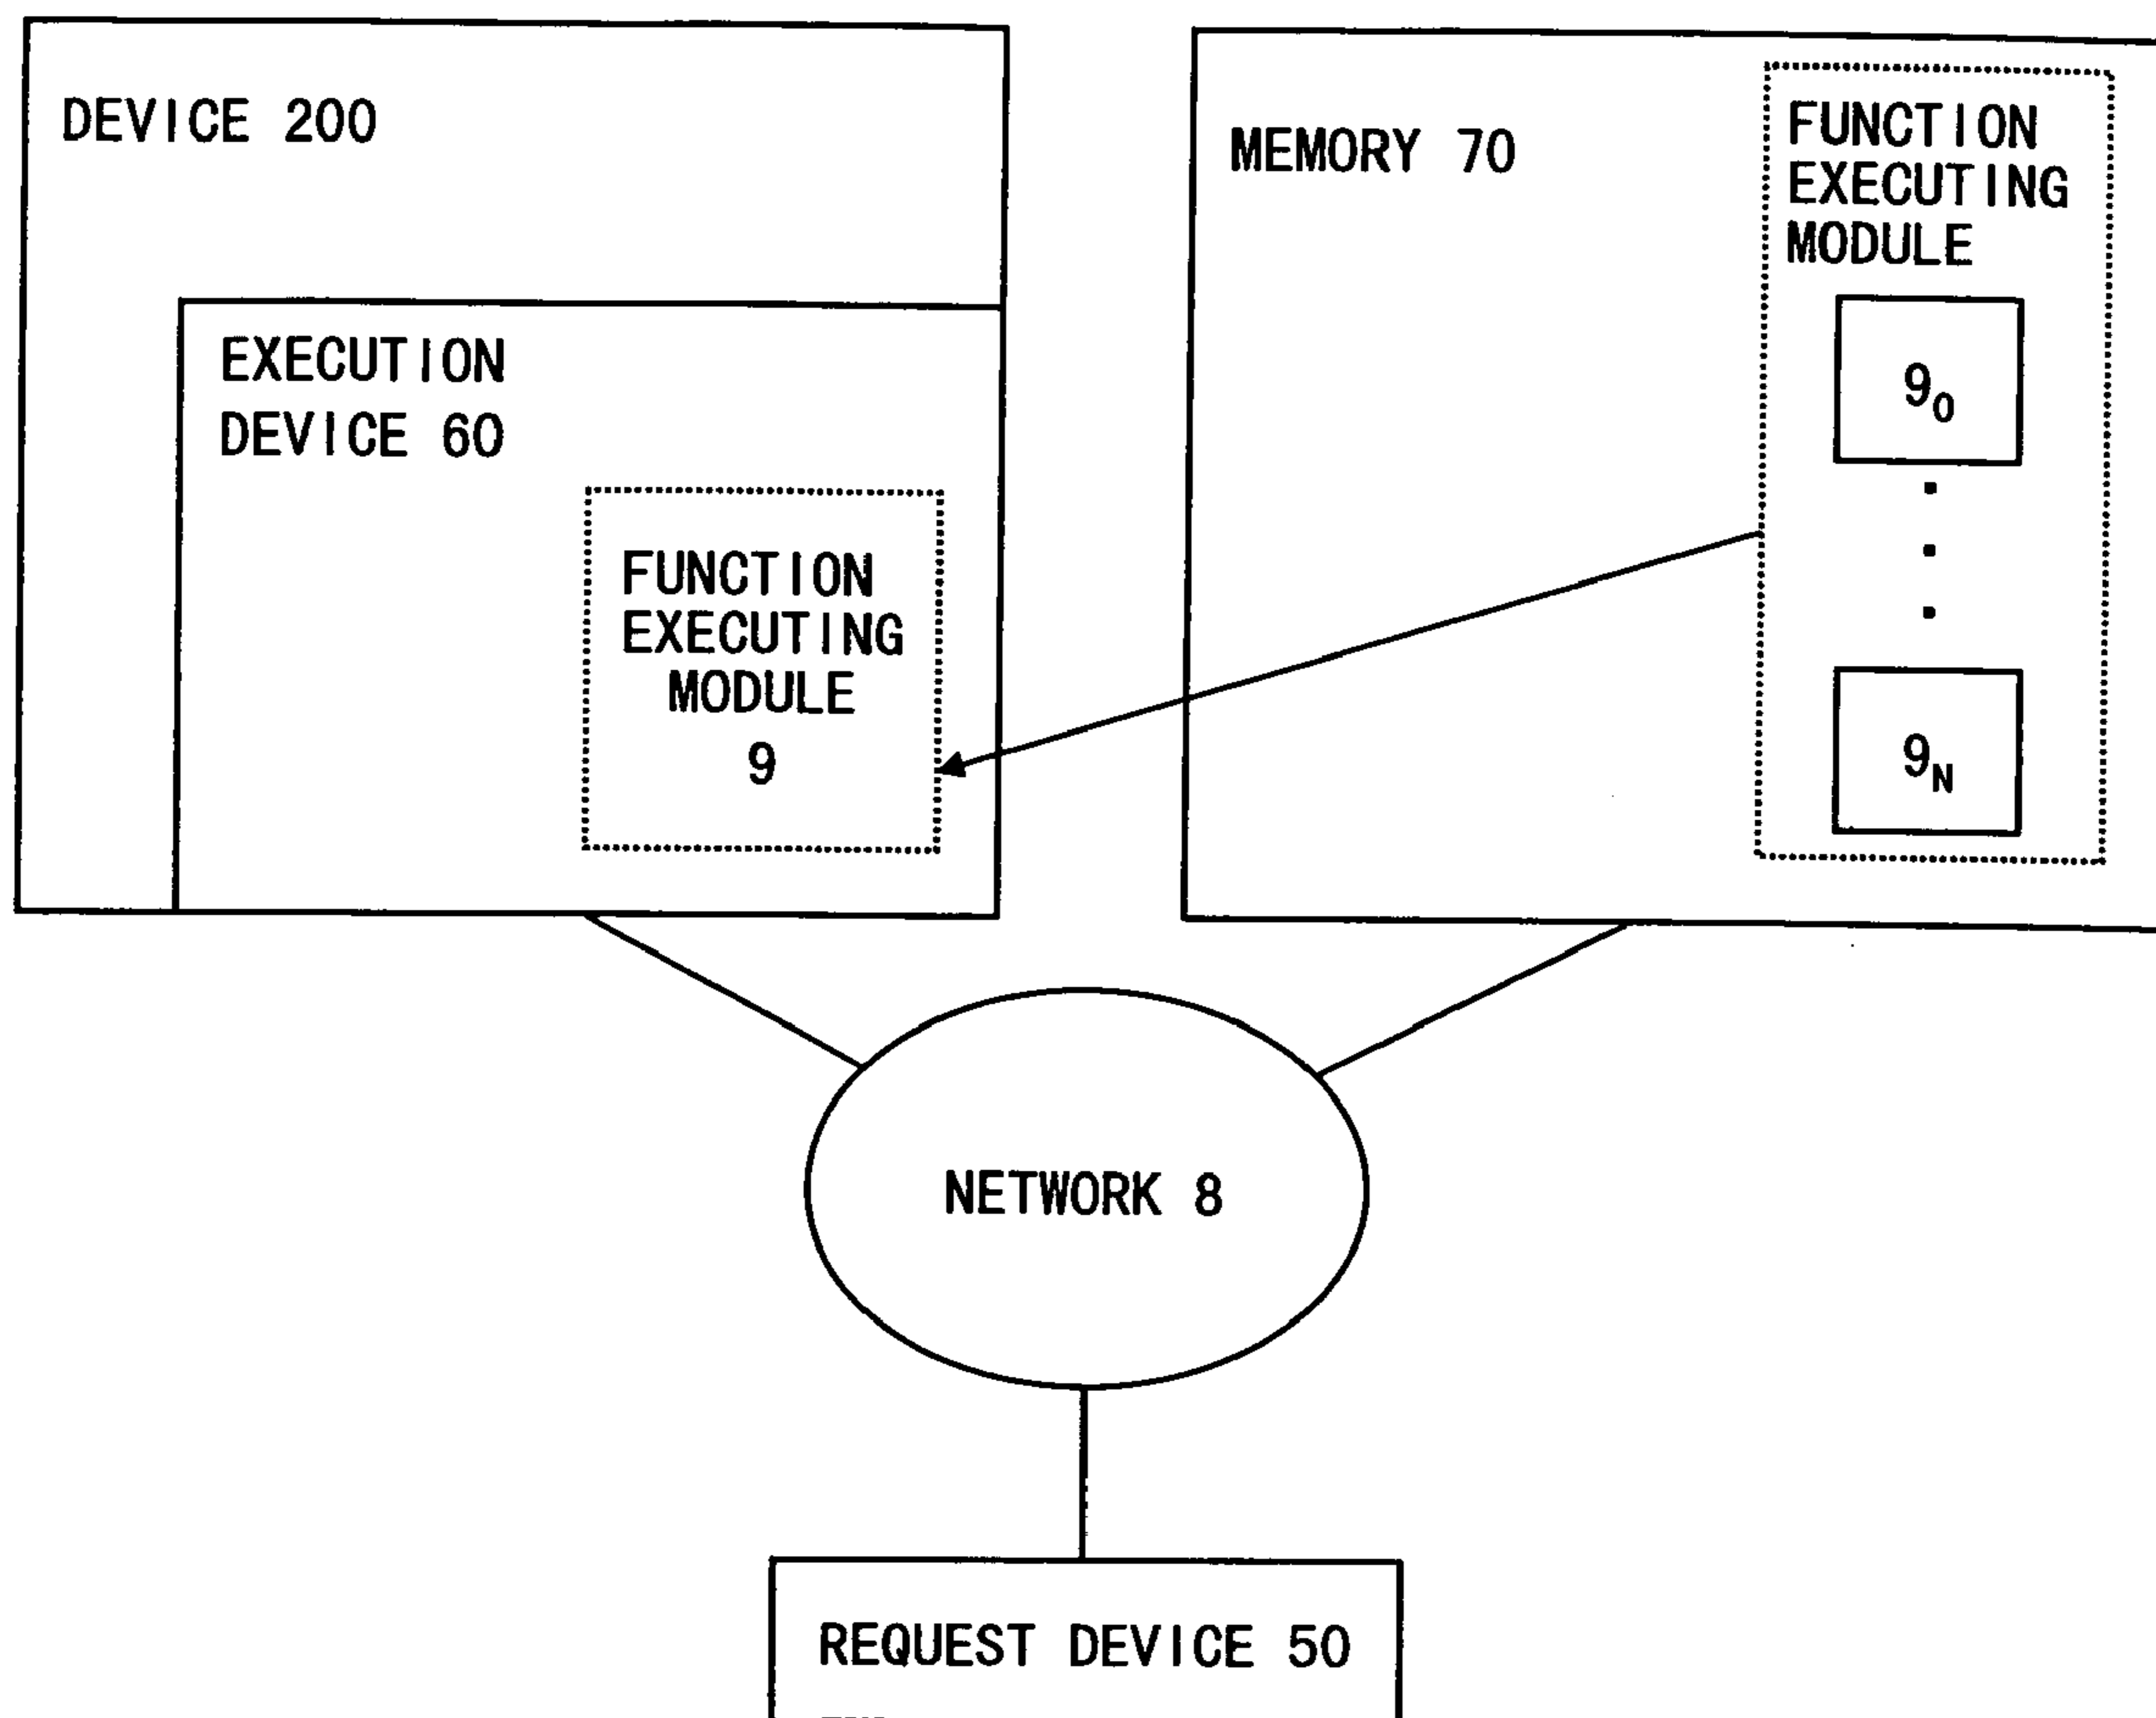 DEVICE 200
EXECUTION
DEVICE 60
FUNCTION
EXECUTING
MODULE
9
MEMORY 70
FUNCTION
EXECUTING
MODULE
9₀
9ₙ
NETWORK 8
REQUEST DEVICE 50